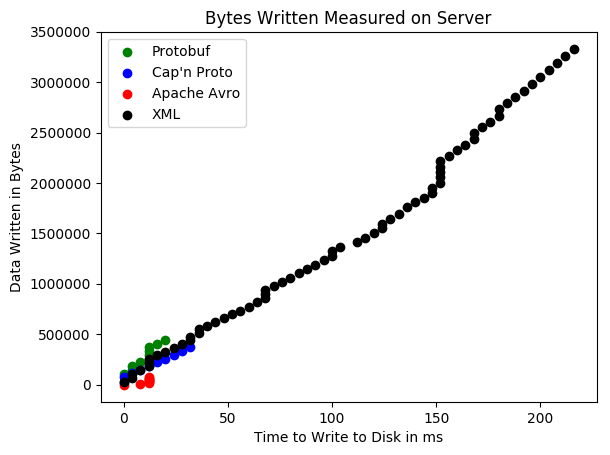 Bytes Written Measured on Server
Protobuf
Cap'n Proto
Apache Avro
XML
Data Written in Bytes
3500000
3000000
2500000
2000000
1500000
1000000
500000
0
0 50 100 150 200
Time to Write to Disk in ms